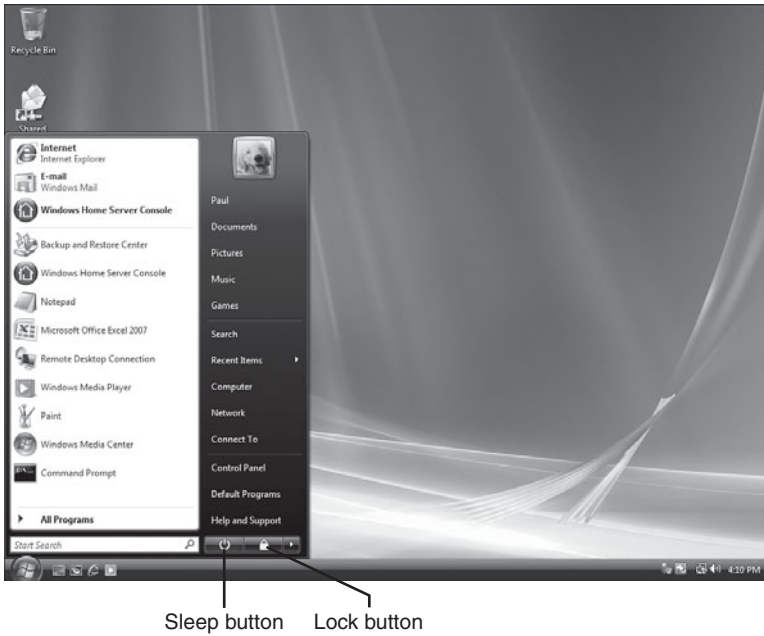 Recycle Bin
Shared
Internet
Internet Explorer
E-mail
Windows Mail
Windows Home Server Console
Backup and Restore Center
Windows Home Server Console
Notepad
Microsoft Office Excel 2007
Remote Desktop Connection
Windows Media Player
Paint
Windows Media Center
Command Prompt
All Programs
Start Search
Paul
Documents
Pictures
Music
Games
Search
Recent Items
Computer
Network
Connect To
Control Panel
Default Programs
Help and Support
4:10 PM
Sleep button
Lock button